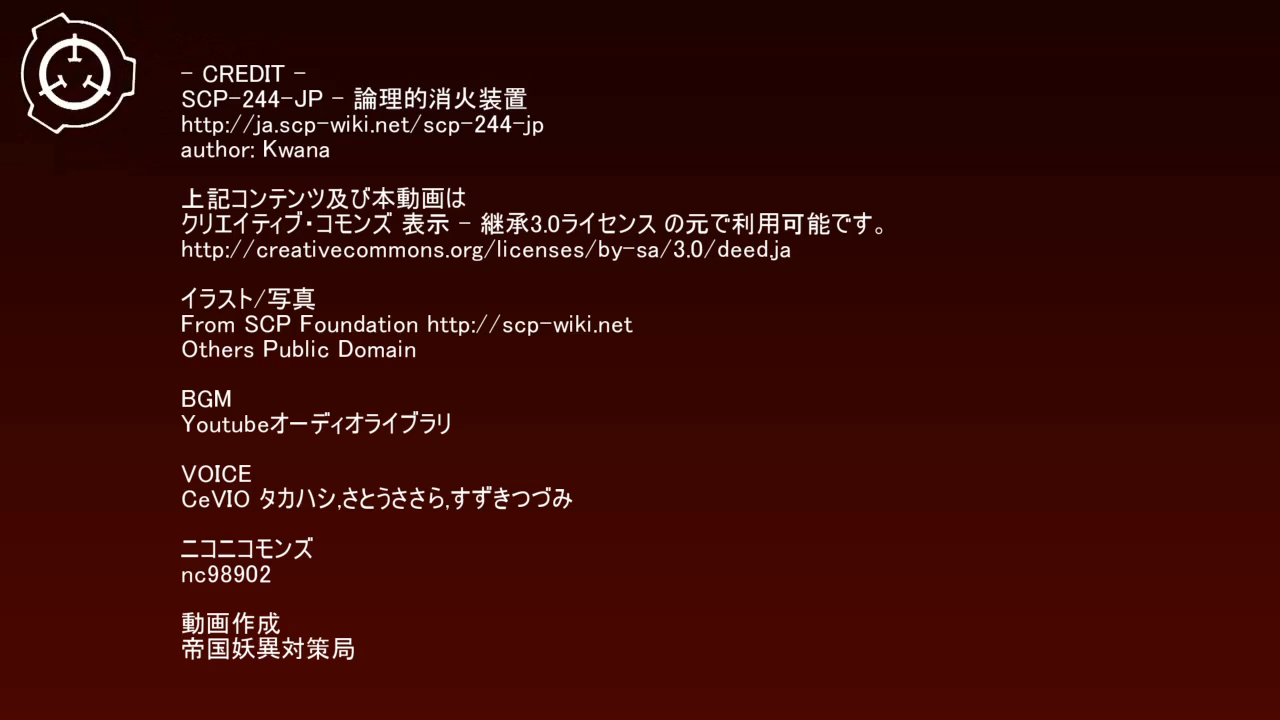 - CREDIT -
SCP-244-JP - 論理的消火装置
http://ja.scp-wiki.net/scp-244-jp
author: Kwana
上記コンテンツ及び本動画は
クリエイティブ・コモンズ 表示 - 継承3.0ライセンス の元で利用可能です。
http://creativecommons.org/licenses/by-sa/3.0/deed.ja
イラスト/写真
From SCP Foundation http://scp-wiki.net
Others Public Domain
BGM
Youtubeオーディオライブラリ
VOICE
CeVIO タカハシ,さとうささら,すずきつづみ
ニコニコモンズ
nc98902
動画作成
帝国妖異対策局